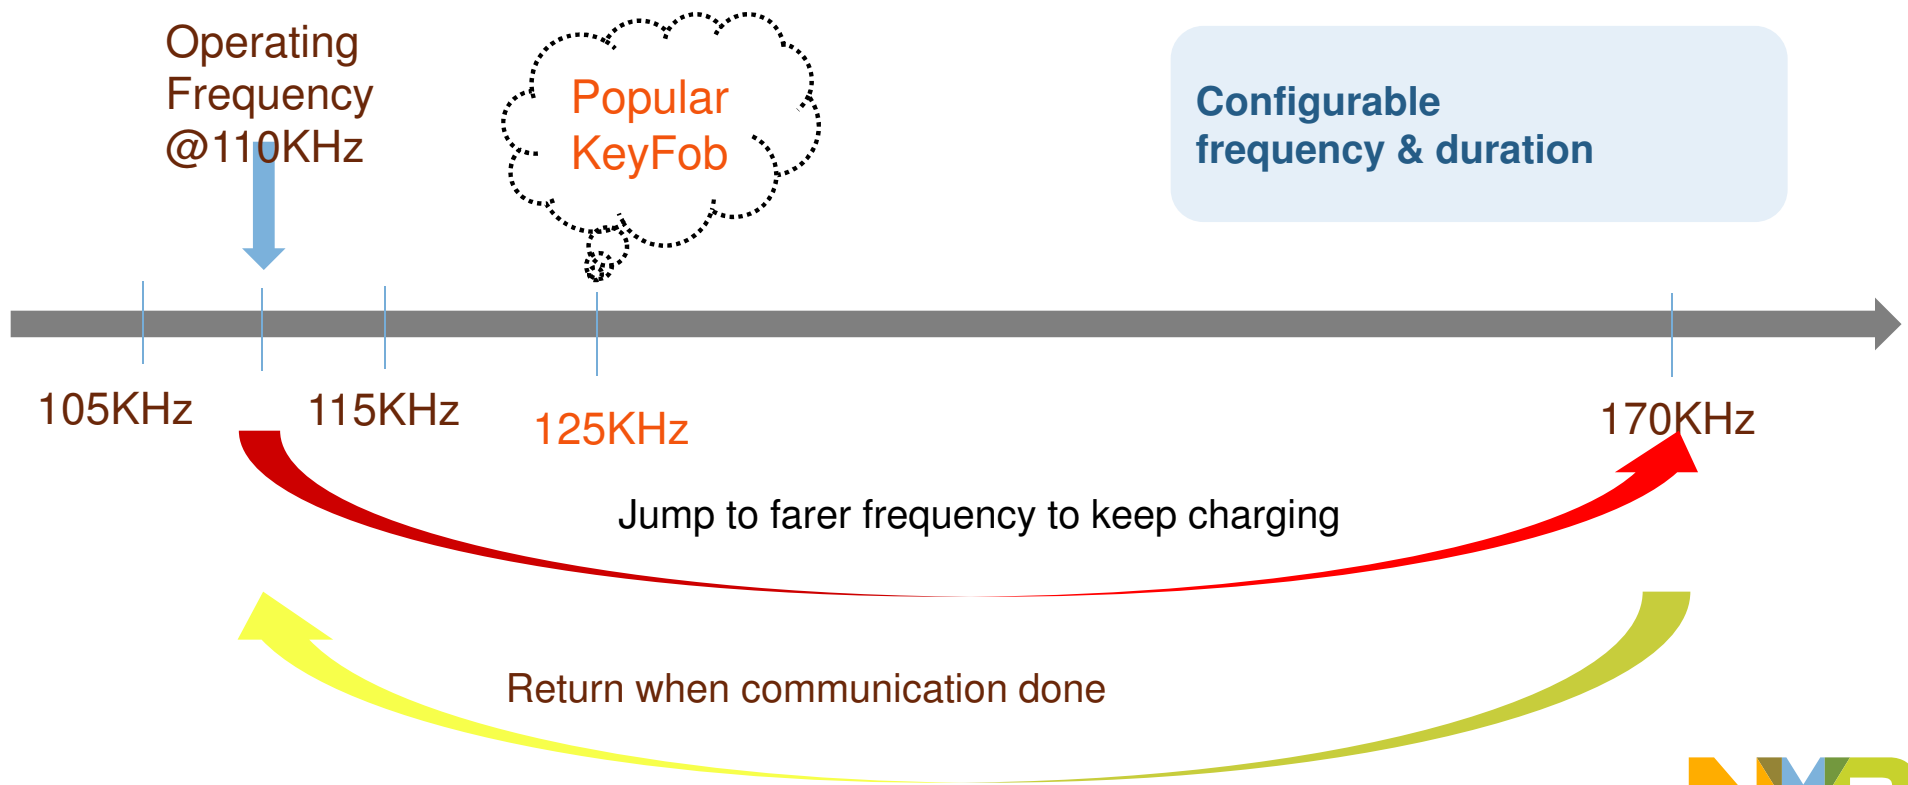 Operating
Frequency
@110KHz
Popular
KeyFob
Configurable
frequency & duration
105KHz
115KHz
125KHz
170KHz
Jump to farer frequency to keep charging
Return when communication done